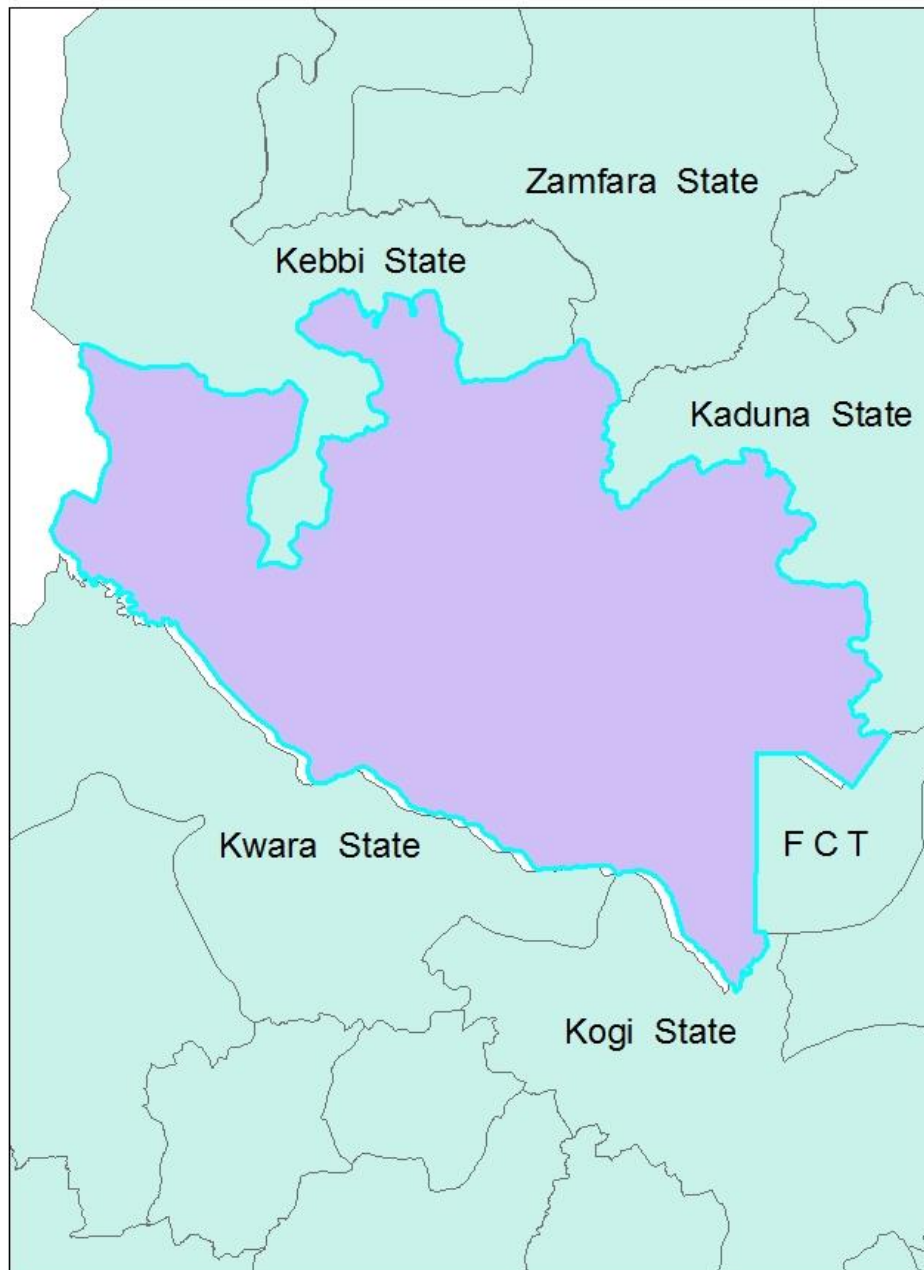 Zamfara State
Kebbi State
Kaduna State
Kwara State
F C T
Kogi State